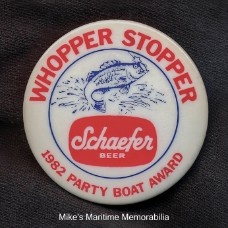 WHOPPER STOPPER
Schaefer
BEER
1982 PARTY BOAT AWARD
Mike's Maritime Memorabilia